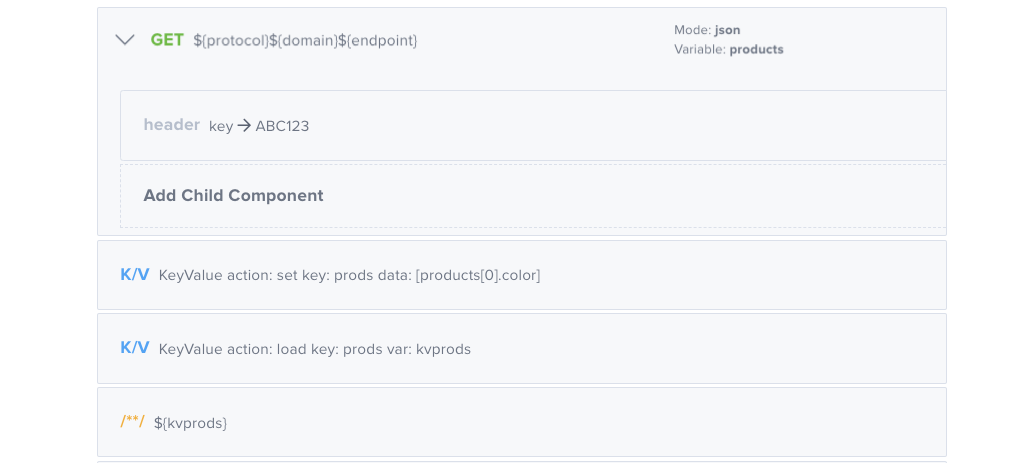 GET ${protocol}${domain}${endpoint}
Mode: json
Variable: products
header key → ABC123
Add Child Component
K/V KeyValue action: set key: prods data: [products[0].color]
K/V KeyValue action: load key: prods var: kvprods
/**/ ${kvprods}